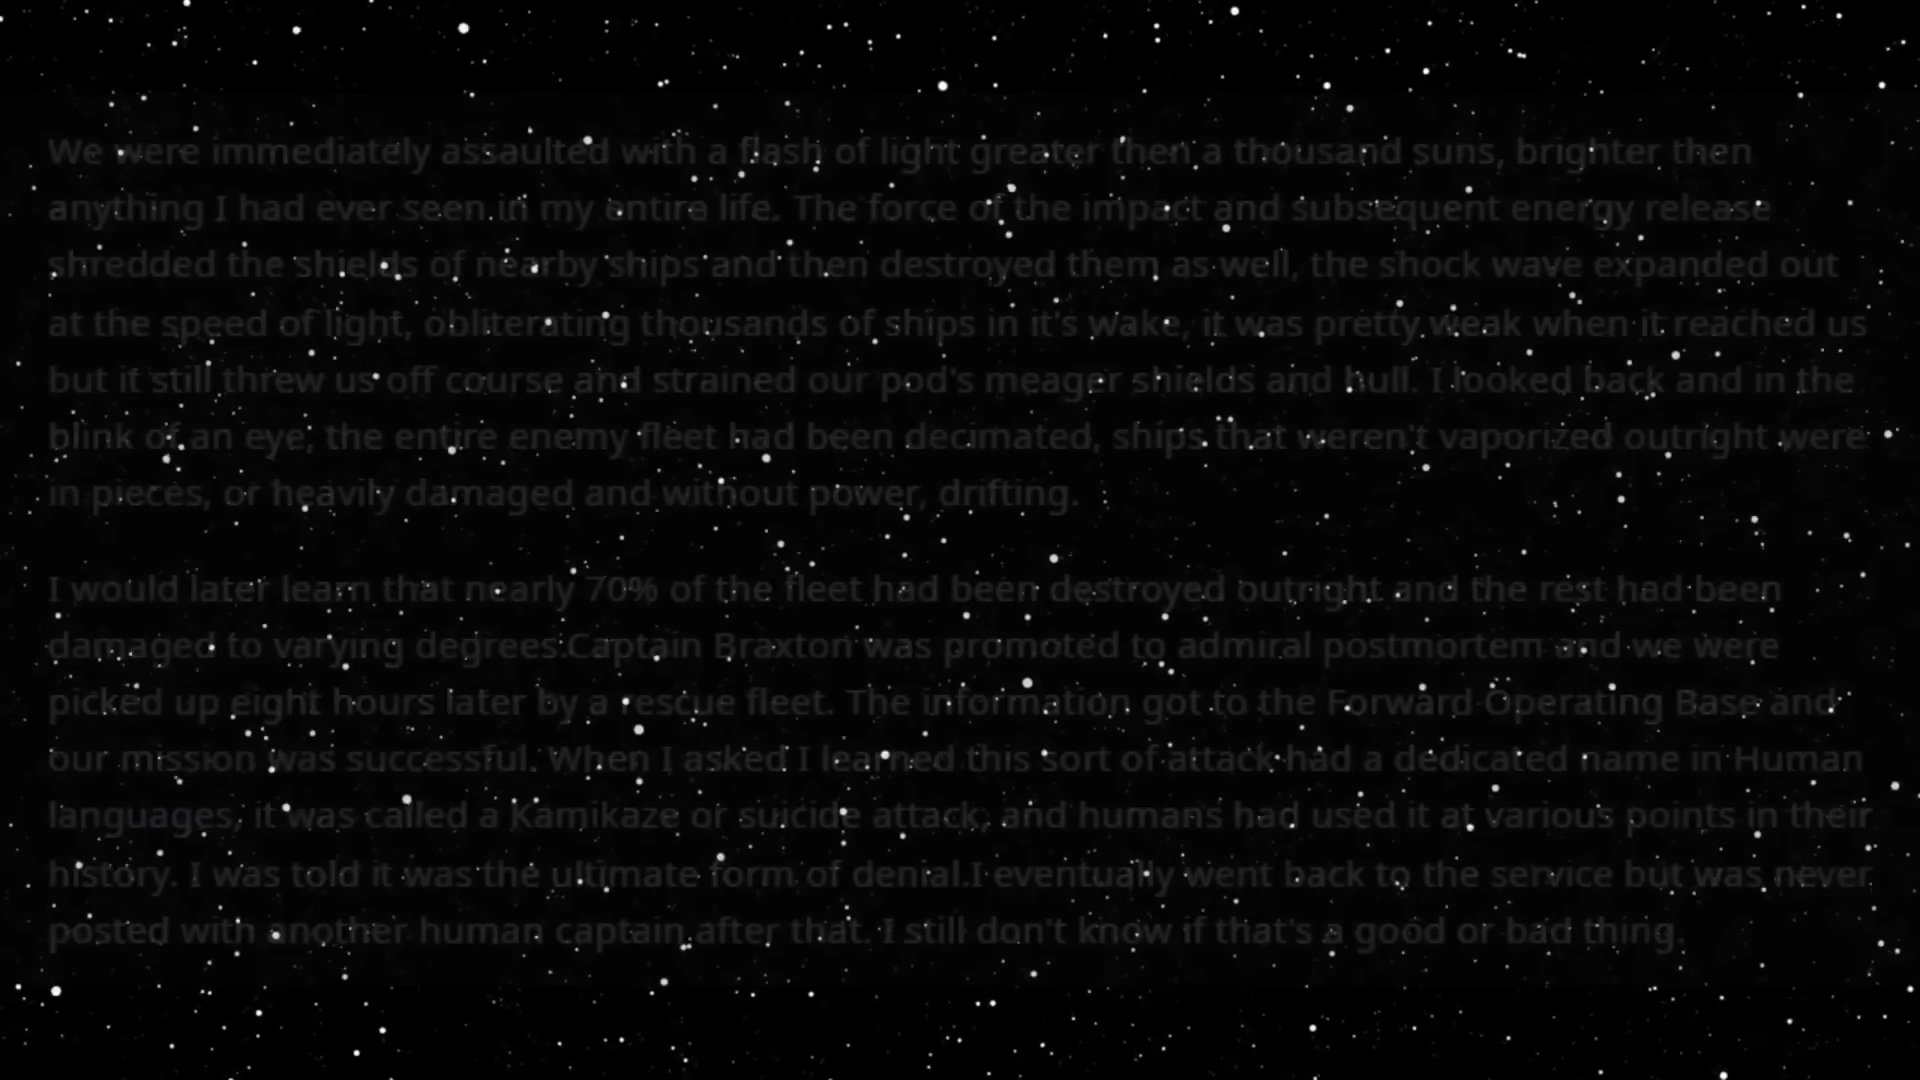 We were immediately assaulted with a flash of light greater then a thousand suns, brighter then
anything I had ever seen in my entire life. The force of the impact and subsequent energy release
shredded the shields of nearby ships and then destroyed them as well, the shock wave expanded out
at the speed of light, obliterating thousands of ships in it's wake, it was pretty weak when it reached us
but it still threw us off course and strained our pod's meager shields and hull. I looked back and in the
blink of an eye, the entire enemy fleet had been decimated, ships that weren't vaporized outright were
in pieces, or heavily damaged and without power, drifting.
I would later learn that nearly 70% of the fleet had been destroyed outright and the rest had been
damaged to varying degrees.Captain Braxton was promoted to admiral postmortem and we were
picked up eight hours later by a rescue fleet. The information got to the Forward Operating Base and
our mission was successful. When I asked I learned this sort of attack had a dedicated name in Human
languages, it was called a Kamikaze or suicide attack, and humans had used it at various points in their
history. I was told it was the ultimate form of denial.I eventually went back to the service but was never
posted with another human captain after that. I still don't know if that's a good or bad thing.